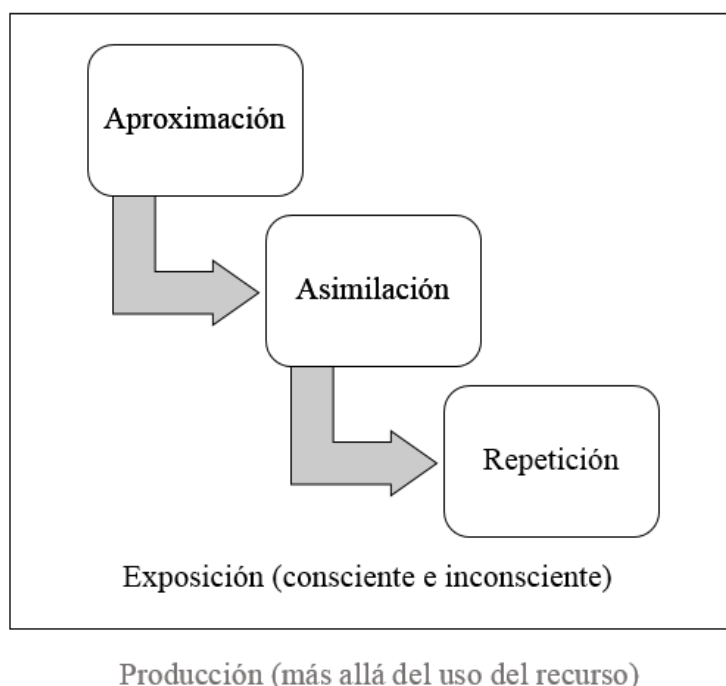 Aproximación
Asimilación
Repetición
Exposición (consciente e inconsciente)
Producción (más allá del uso del recurso)